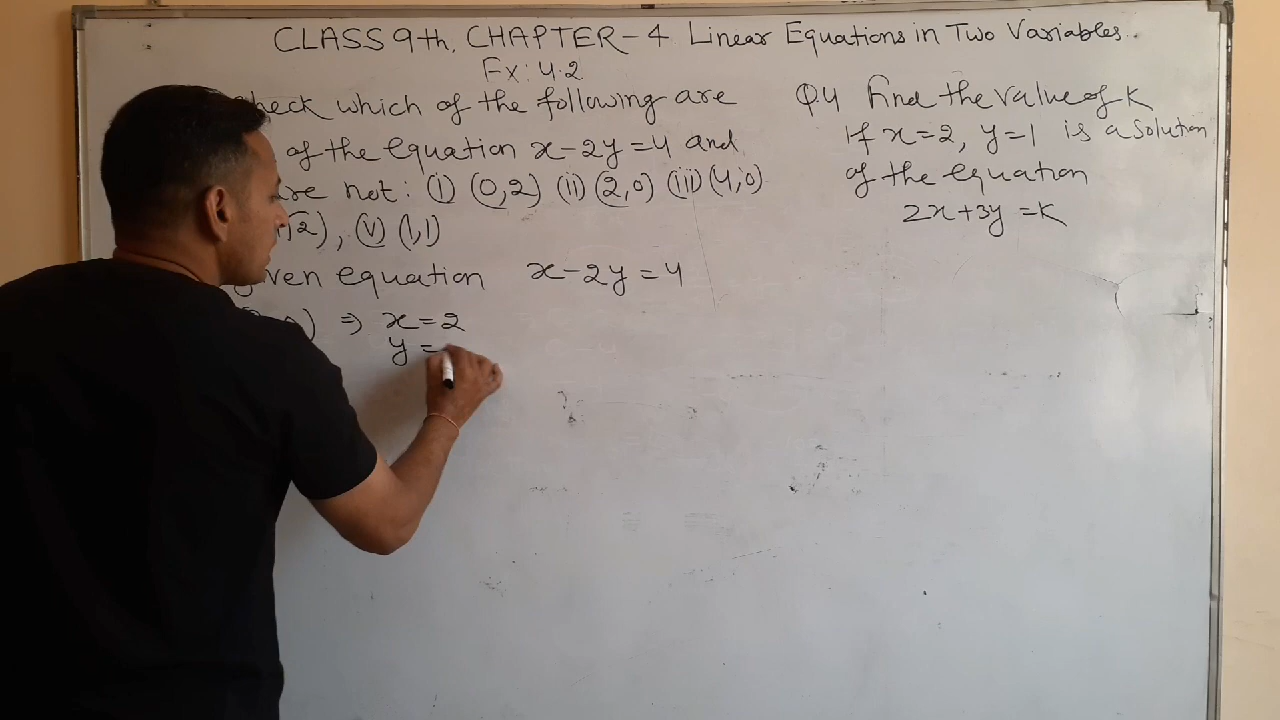 CLASS 9th, CHAPTER-4 Linear Equations in Two Variables.
Ex: 4.2
Check which of the following are
of the equation x-2y=4 and
are not: (i) (0,2) (ii) (2,0) (iii) (4,0)
√2), (v) (1,1)
given equation x-2y=4
⇒ x=2
y=
Q.4 Find the value of k
If x=2, y=1 is a solution
of the equation
2x+3y=k